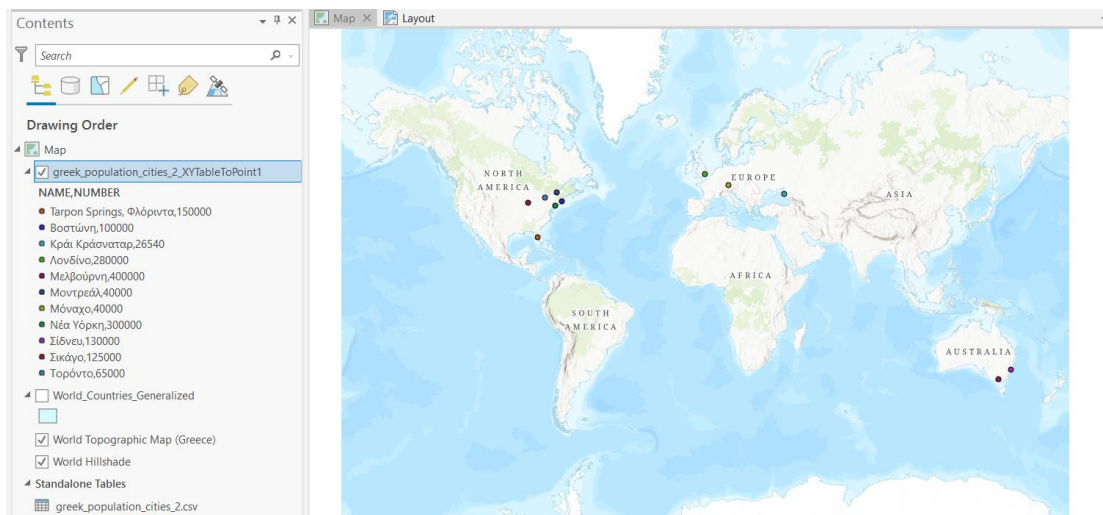 Contents
Search
Drawing Order
Map
greek_population_cities_2_XYTableToPoint1
NAME,NUMBER
Tarpon Springs, Φλόριντα,150000
Βοστώνη,100000
Κράι Κράσναταρ,26540
Λονδίνο,280000
Μελβούρνη,400000
Μοντρεάλ,40000
Μόναχο,40000
Νέα Υόρκη,300000
Σίδνευ,130000
Σικάγο,125000
Τορόντο,65000
World_Countries_Generalized
World Topographic Map (Greece)
World Hillshade
Standalone Tables
greek_population_cities_2.csv
Map
Layout
NORTH
AMERICA
EUROPE
ASIA
AFRICA
SOUTH
AMERICA
AUSTRALIA